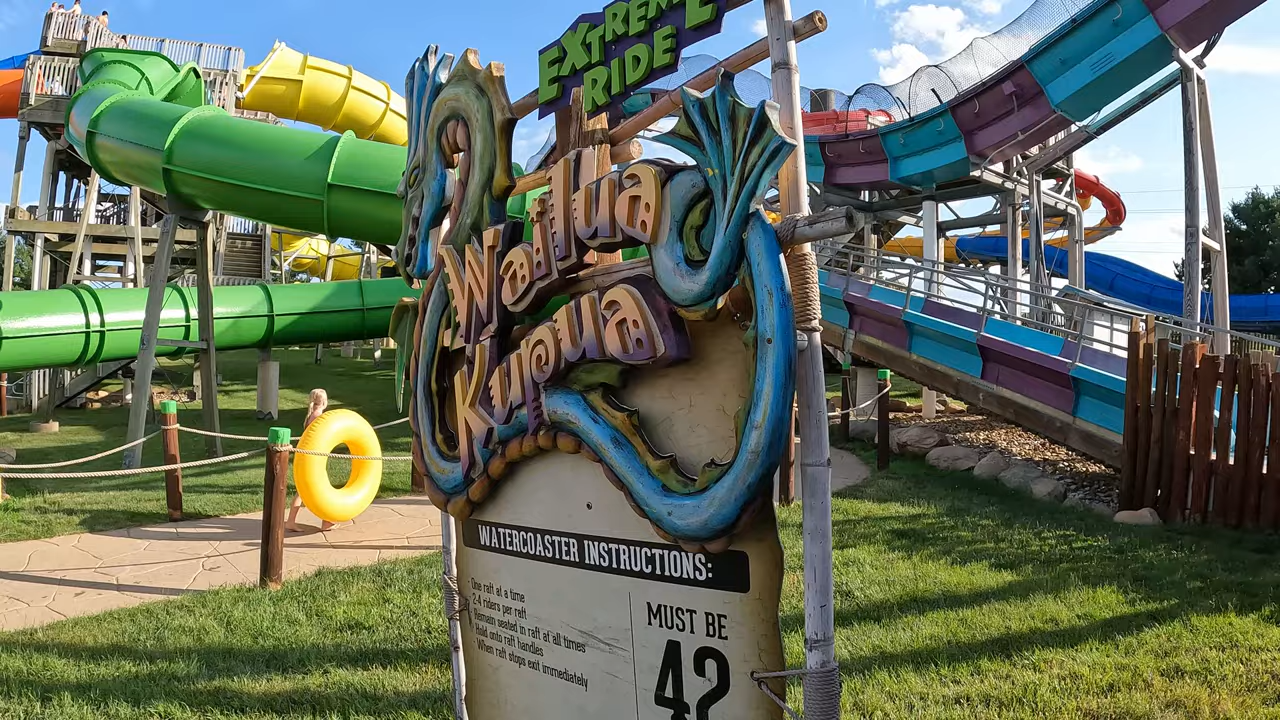 EXTREME
RIDE
Wailua
Kupua
WATERCOASTER INSTRUCTIONS:
One raft at a time
2-4 riders per raft
Remain seated in raft at all times
Hold onto raft handles
When raft stops exit immediately
MUST BE
42